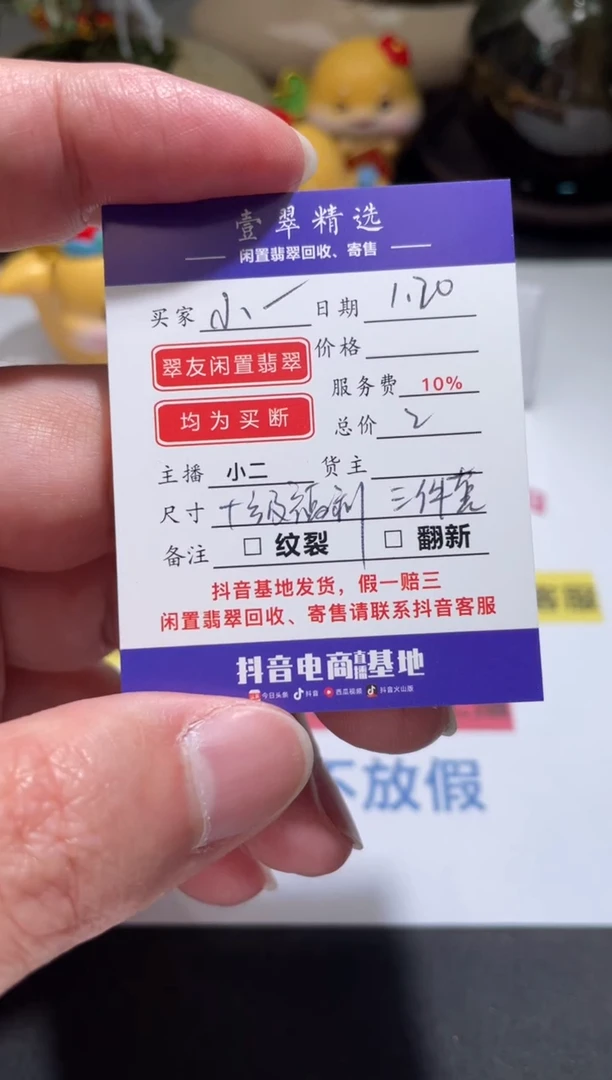 壹翠精选
闲置翡翠回收、寄售
买家 小一 日期 1.20
翠友闲置翡翠 价格
服务费 10%
均为买断 总价 2
主播 小二 货主
尺寸 十级福利 三件套
备注 □ 纹裂 □ 翻新
抖音基地发货，假一赔三
闲置翡翠回收、寄售请联系抖音客服
抖音电商直播基地
今日头条 抖音 西瓜视频 抖音火山版
客服
不放假